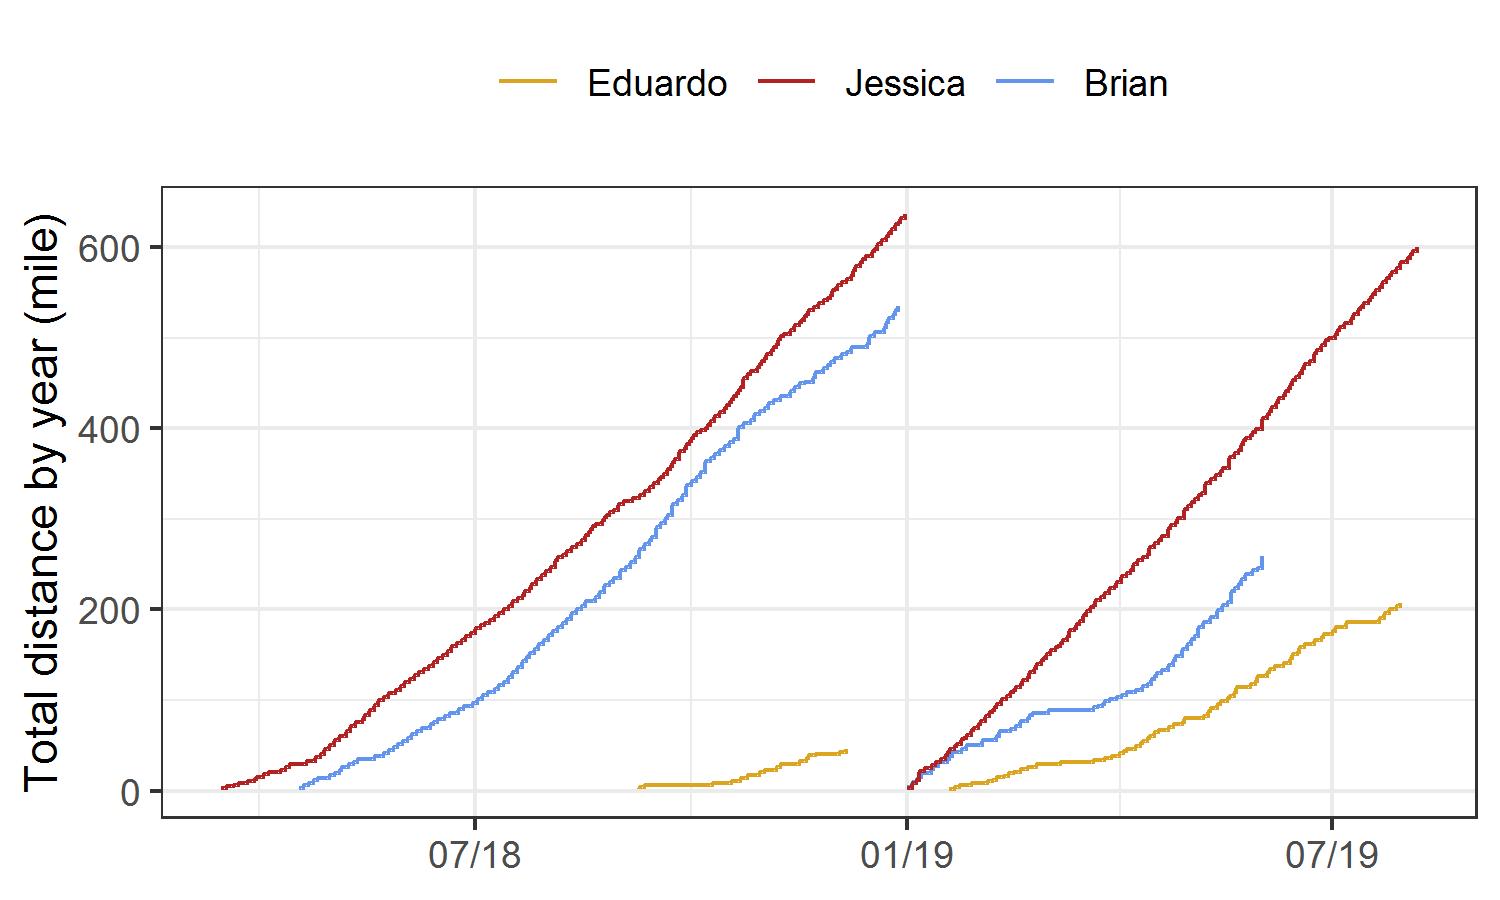 Eduardo Jessica Brian
Total distance by year (mile)
600
400
200
0
07/18 01/19 07/19